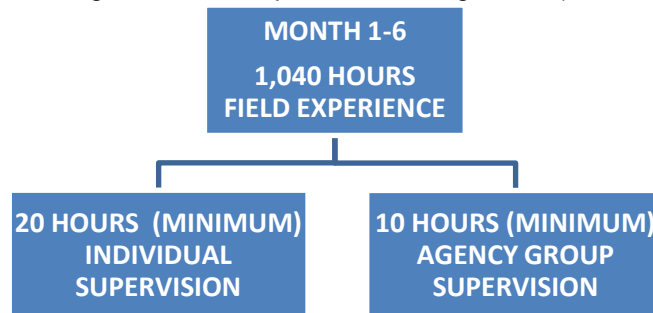 MONTH 1-6
1,040 HOURS
FIELD EXPERIENCE
20 HOURS (MINIMUM)
INDIVIDUAL
SUPERVISION
10 HOURS (MINIMUM)
AGENCY GROUP
SUPERVISION